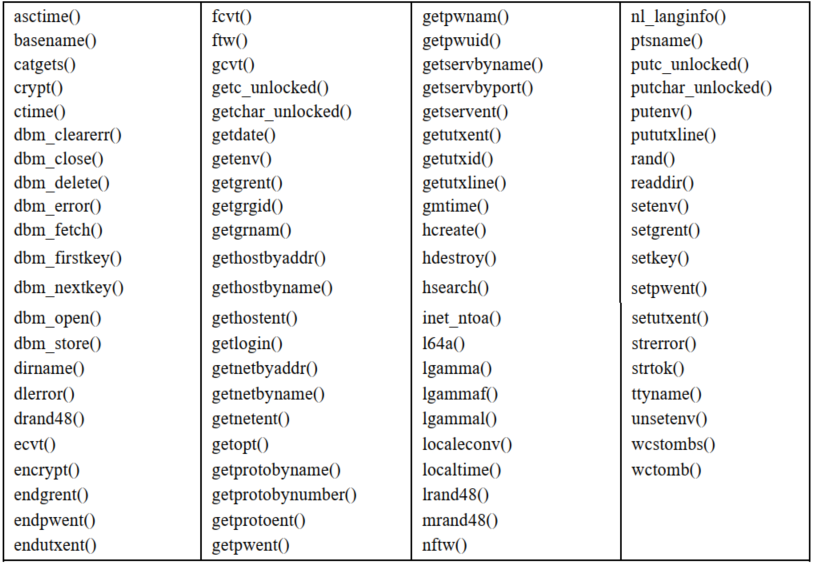 asctime()
basename()
catgets()
crypt()
ctime()
dbm_clearerr()
dbm_close()
dbm_delete()
dbm_error()
dbm_fetch()
dbm_firstkey()
dbm_nextkey()
dbm_open()
dbm_store()
dirname()
dlerror()
drand48()
ecvt()
encrypt()
endgrent()
endpwent()
endutxent()
fcvt()
ftw()
gcvt()
getc_unlocked()
getchar_unlocked()
getdate()
getenv()
getgrent()
getgrgid()
getgrnam()
gethostbyaddr()
gethostbyname()
gethostent()
getlogin()
getnetbyaddr()
getnetbyname()
getnetent()
getopt()
getprotobyname()
getprotobynumber()
getprotoent()
getpwent()
getpwnam()
getpwuid()
getservbyname()
getservbyport()
getservent()
getutxent()
getutxid()
getutxline()
gmtime()
hcreate()
hdestroy()
hsearch()
inet_ntoa()
l64a()
lgamma()
lgammaf()
lgammal()
localeconv()
localtime()
lrand48()
mrand48()
nftw()
nl_langinfo()
ptsname()
putc_unlocked()
putchar_unlocked()
putenv()
pututxline()
rand()
readdir()
setenv()
setgrent()
setkey()
setpwent()
setutxent()
strerror()
strtok()
ttyname()
unsetenv()
wcstombs()
wctomb()